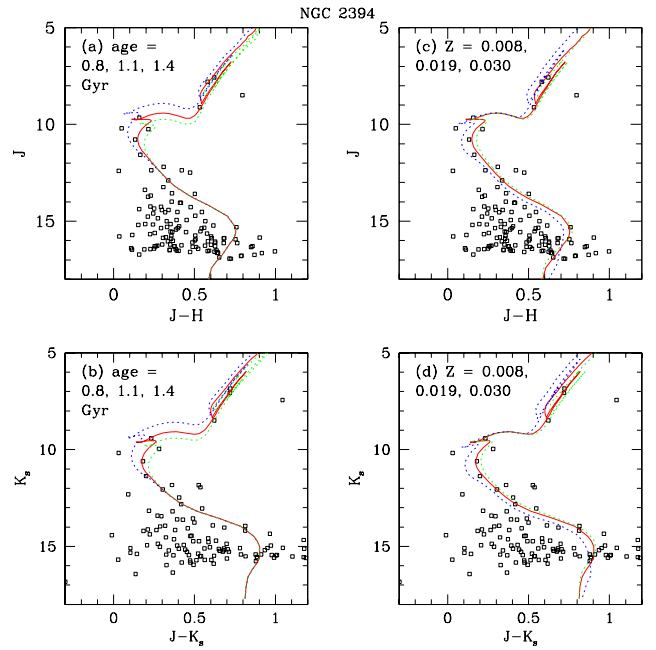 NGC 2394
(a) age =
0.8, 1.1, 1.4
Gyr
5
10
15
J
0
0.5
1
J−H
(c) Z = 0.008,
0.019, 0.030
5
10
15
J
0
0.5
1
J−H
(b) age =
0.8, 1.1, 1.4
Gyr
5
10
15
Ks
0
0.5
1
J−Ks
(d) Z = 0.008,
0.019, 0.030
5
10
15
Ks
0
0.5
1
J−Ks